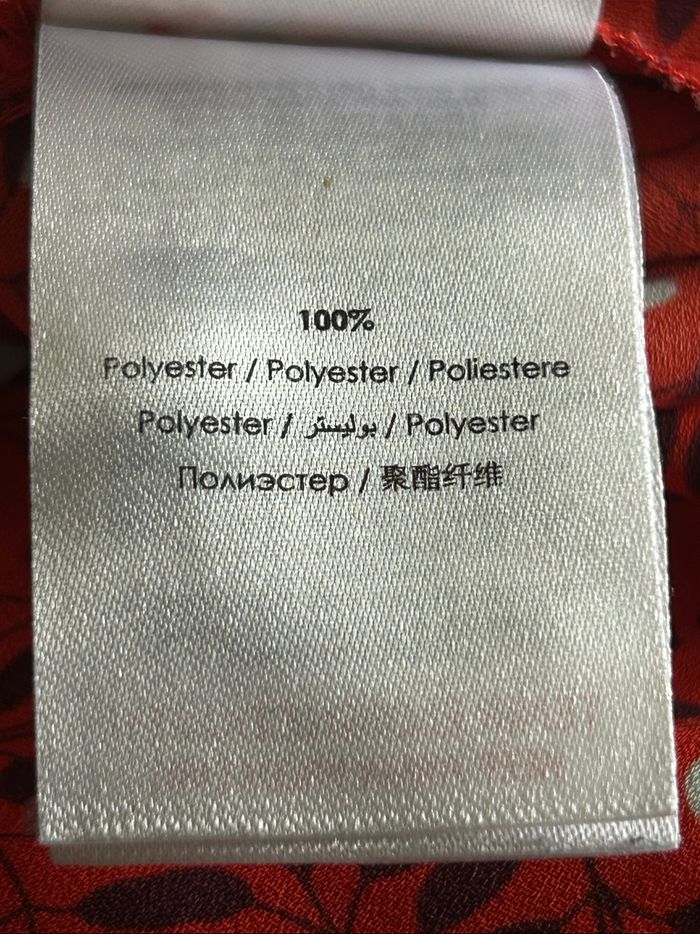 100%
Polyester / Polyester / Poliestere
Polyester / بوليستر / Polyester
Полиэстер / 聚酯纤维